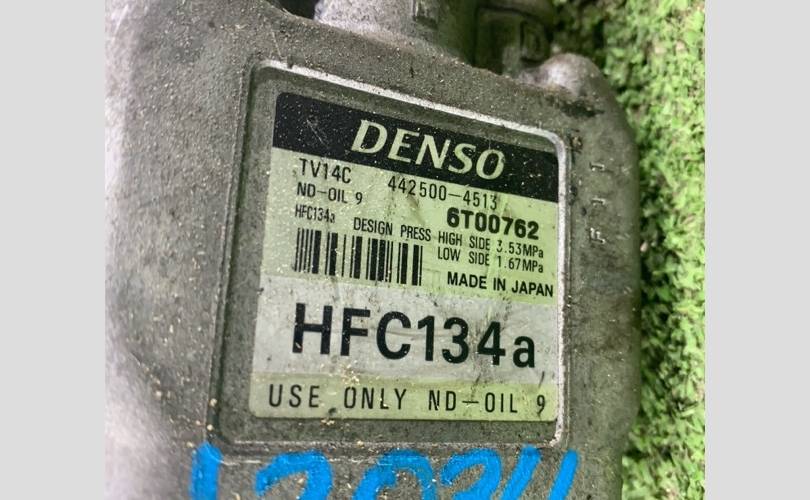 DENSO
TV14C 442500-4513
ND-OIL 9 6T00762
HFC134a DESIGN PRESS HIGH SIDE 3.53MPa
LOW SIDE 1.67MPa
MADE IN JAPAN
HFC134a
USE ONLY ND-OIL 9